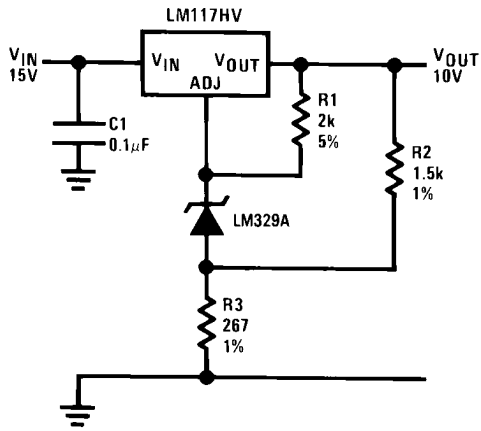 LM117HV
VIN
15V
VIN
VOUT
ADJ
VOUT
10V
C1
0.1μF
R1
2k
5%
R2
1.5k
1%
LM329A
R3
267
1%